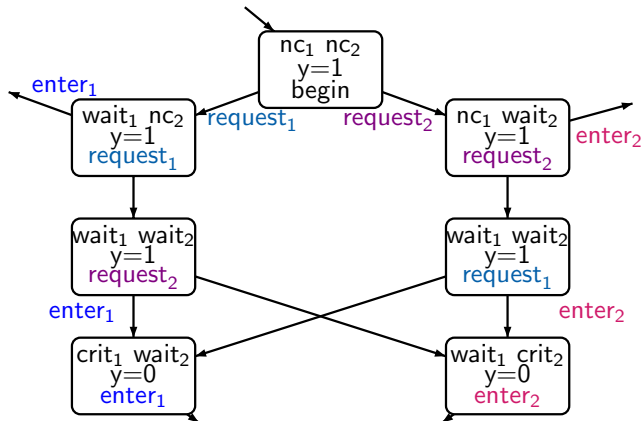 nc₁ nc₂
y=1
begin
enter₁
request₁
request₂
enter₂
wait₁ nc₂
y=1
request₁
nc₁ wait₂
y=1
request₂
wait₁ wait₂
y=1
request₂
wait₁ wait₂
y=1
request₁
enter₁
enter₂
crit₁ wait₂
y=0
enter₁
wait₁ crit₂
y=0
enter₂